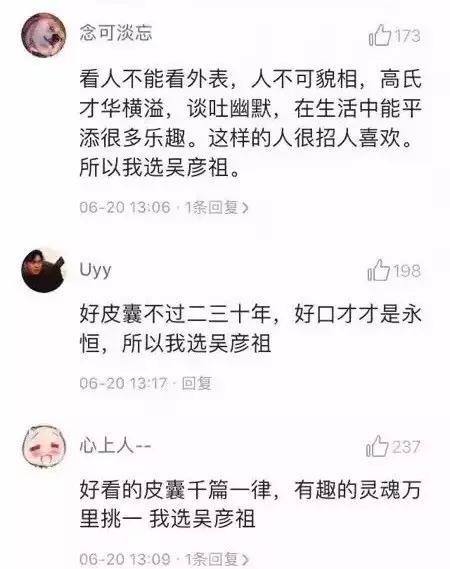 念可淡忘
173
看人不能看外表，人不可貌相，高氏
才华横溢，谈吐幽默，在生活中能平
添很多乐趣。这样的人很招人喜欢。
所以我选吴彦祖。
06-20 13:06 · 1条回复 >
Uyy
198
好皮囊不过二三十年，好口才才是永
恒，所以我选吴彦祖
06-20 13:17 · 回复
心上人--
237
好看的皮囊千篇一律，有趣的灵魂万
里挑一 我选吴彦祖
06-20 13:09 · 1条回复 >